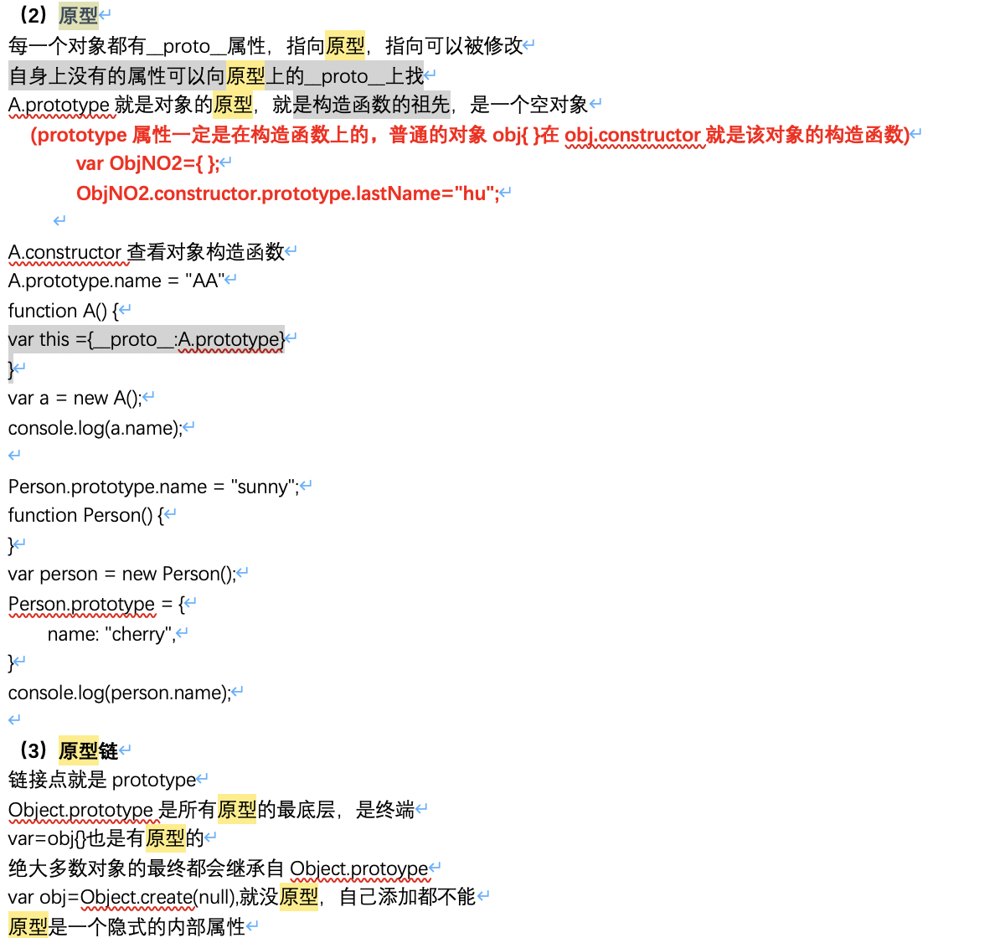 （2）原型
每一个对象都有__proto__属性，指向原型，指向可以被修改
自身上没有的属性可以向原型上的__proto__上找
A.prototype 就是对象的原型，就是构造函数的祖先，是一个空对象
(prototype 属性一定是在构造函数上的，普通的对象 obj{ }在 obj.constructor 就是该对象的构造函数)
var ObjNO2={ };
ObjNO2.constructor.prototype.lastName="hu";
A.constructor 查看对象构造函数
A.prototype.name = "AA"
function A() {
var this ={__proto__:A.prototype}
}
var a = new A();
console.log(a.name);
Person.prototype.name = "sunny";
function Person() {
}
var person = new Person();
Person.prototype = {
name: "cherry",
}
console.log(person.name);
（3）原型链
链接点就是 prototype
Object.prototype 是所有原型的最底层，是终端
var=obj{}也是有原型的
绝大多数对象的最终都会继承自 Object.protoype
var obj=Object.create(null),就没原型，自己添加都不能
原型是一个隐式的内部属性